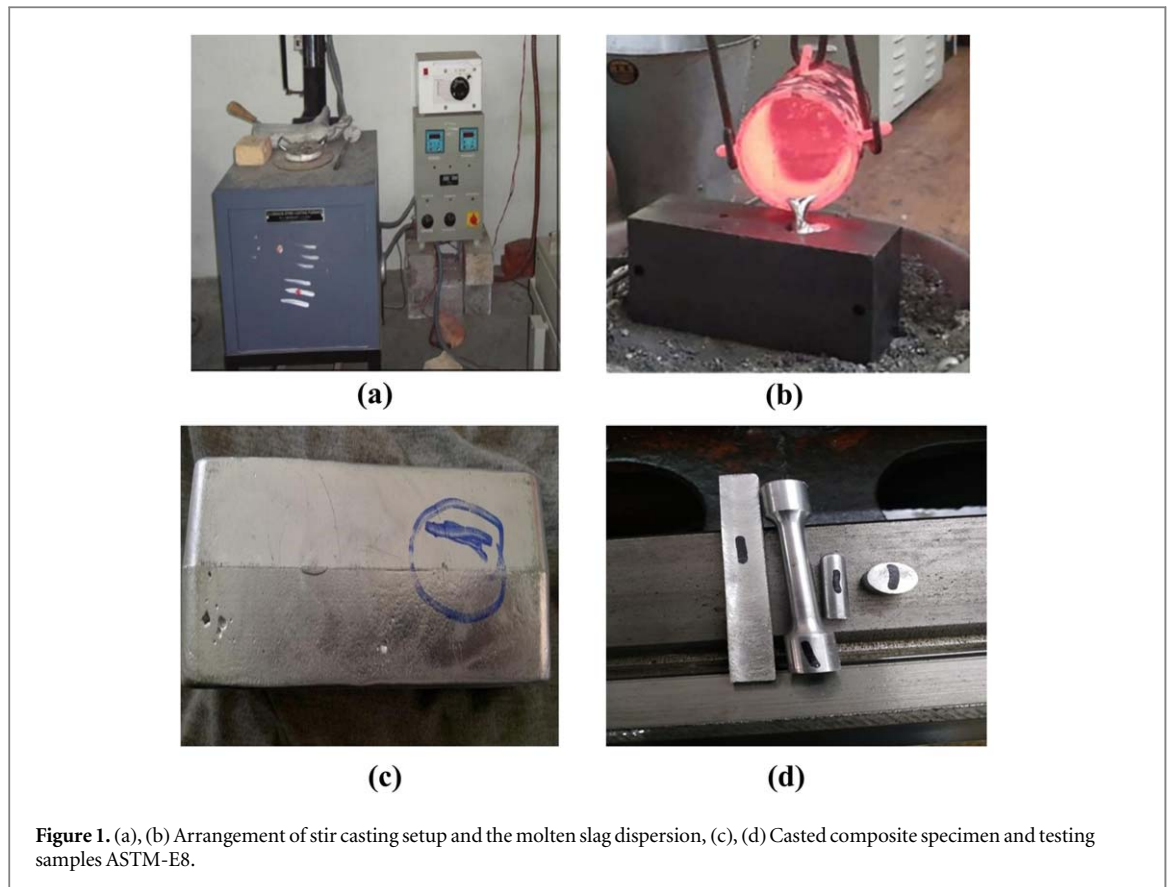 (a)
(b)
(c)
(d)
Figure 1. (a), (b) Arrangement of stir casting setup and the molten slag dispersion, (c), (d) Casted composite specimen and testing
samples ASTM-E8.